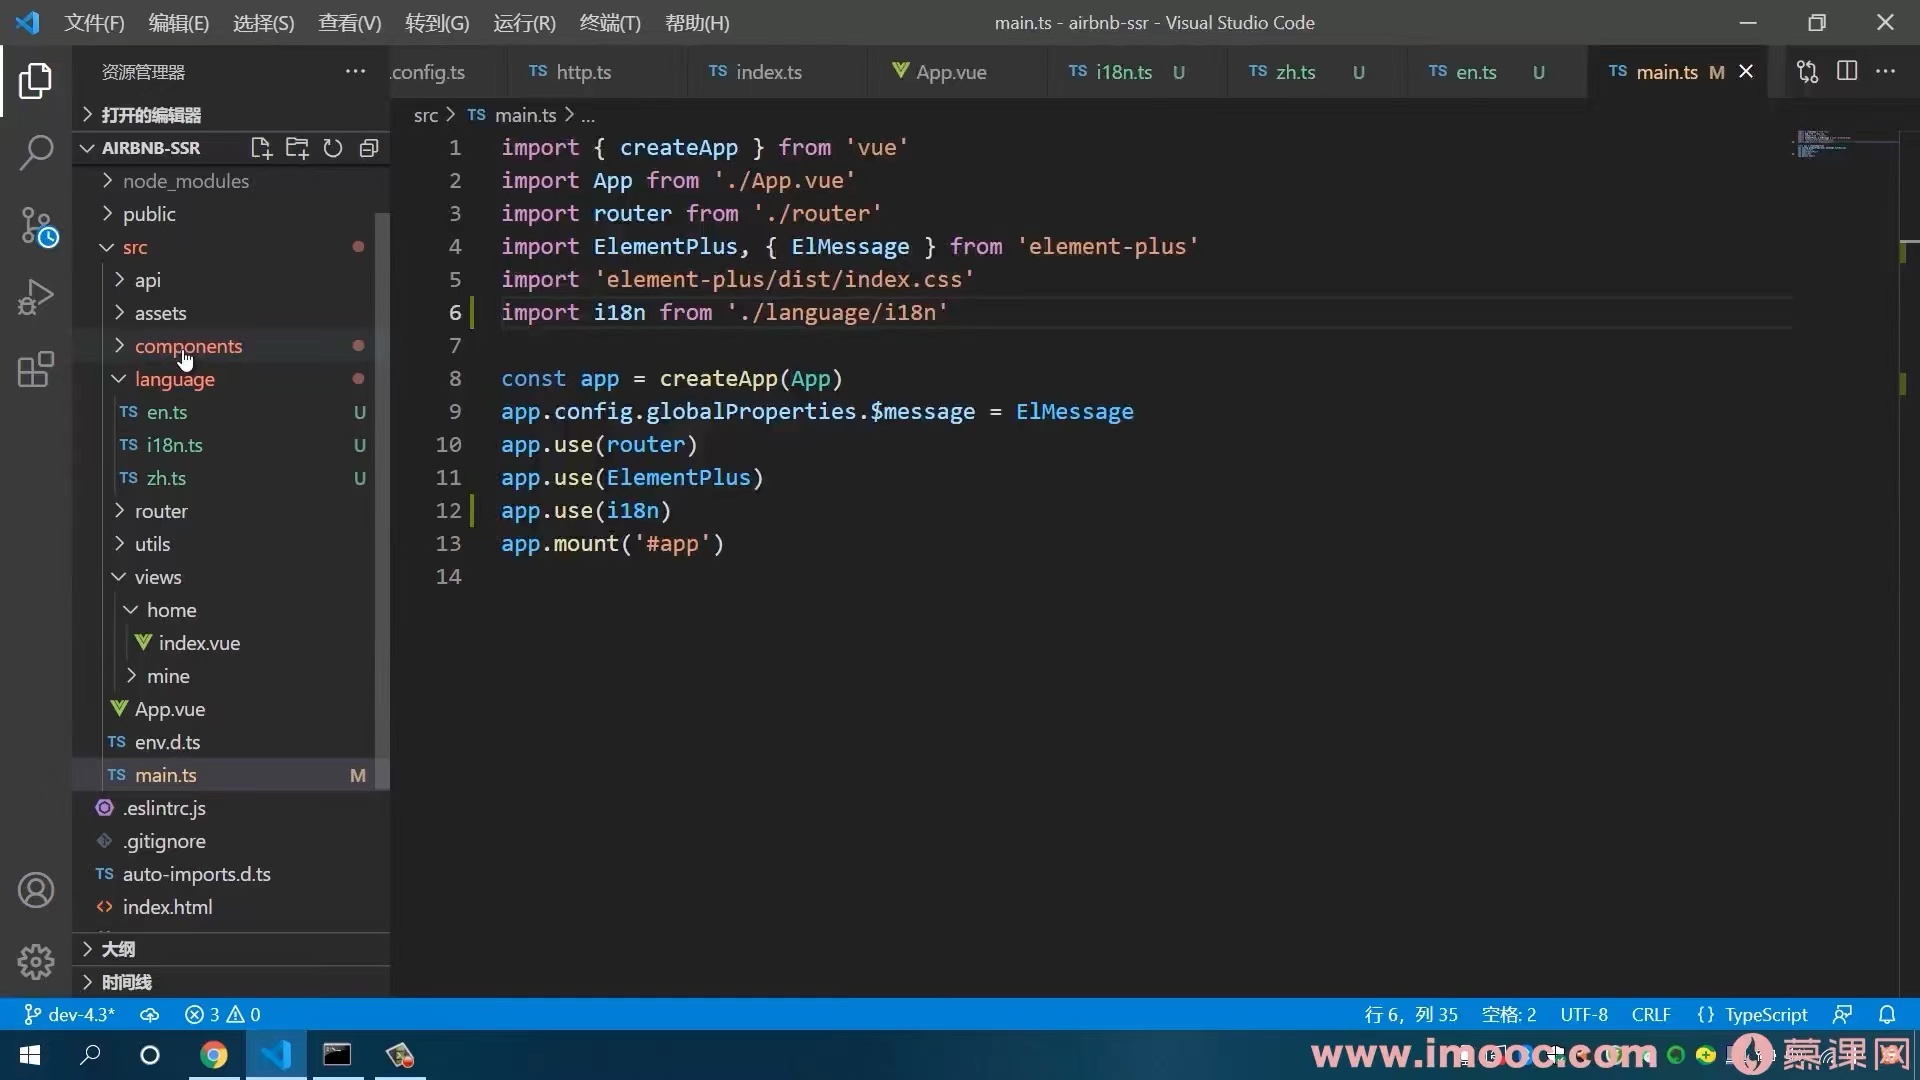 文件(F) 编辑(E) 选择(S) 查看(V) 转到(G) 运行(R) 终端(T) 帮助(H) main.ts - airbnb-ssr - Visual Studio Code
资源管理器
.config.ts TS http.ts TS index.ts App.vue TS i18n.ts U TS zh.ts U TS en.ts U TS main.ts M
打开的编辑器
src > TS main.ts > ...
AIRBNB-SSR
node_modules
public
src
api
assets
components
language
TS en.ts U
TS i18n.ts U
TS zh.ts U
router
utils
views
home
index.vue
mine
App.vue
TS env.d.ts
TS main.ts M
.eslintrc.js
.gitignore
TS auto-imports.d.ts
<> index.html
大纲
时间线
1 import { createApp } from 'vue'
2 import App from './App.vue'
3 import router from './router'
4 import ElementPlus, { ElMessage } from 'element-plus'
5 import 'element-plus/dist/index.css'
6 import i18n from './language/i18n'
7
8 const app = createApp(App)
9 app.config.globalProperties.$message = ElMessage
10 app.use(router)
11 app.use(ElementPlus)
12 app.use(i18n)
13 app.mount('#app')
14
dev-4.3* 3 0 行 6，列 35 空格: 2 UTF-8 CRLF {} TypeScript
www.imooc.com 慕课网